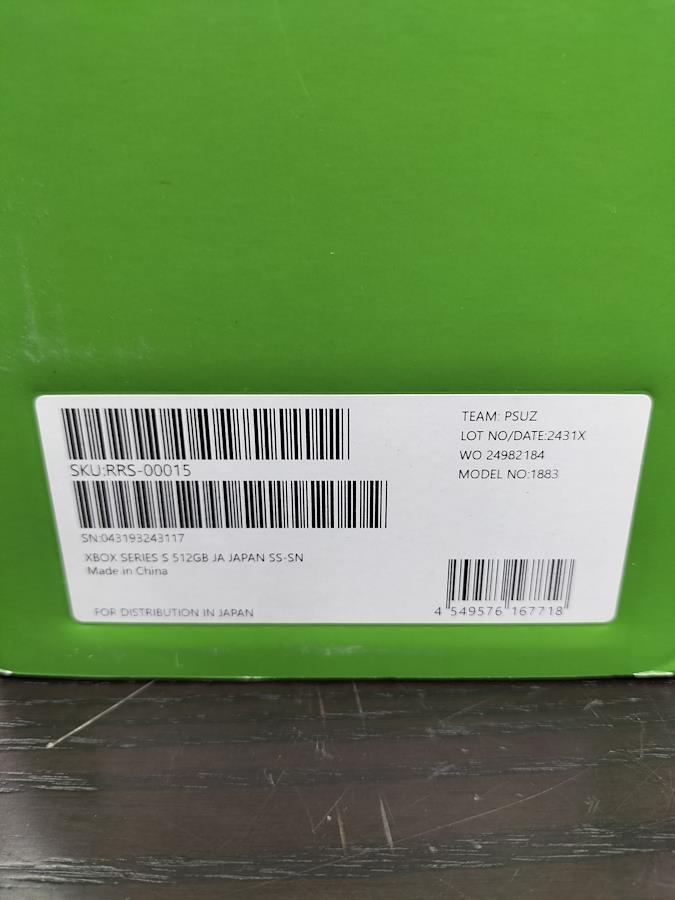 SKU:RRS-00015
SN:043193243117
XBOX SERIES S 512GB JA JAPAN SS-SN
Made in China
FOR DISTRIBUTION IN JAPAN
TEAM: PSUZ
LOT NO/DATE:2431X
WO 24982184
MODEL NO:1883
4 549576 167718